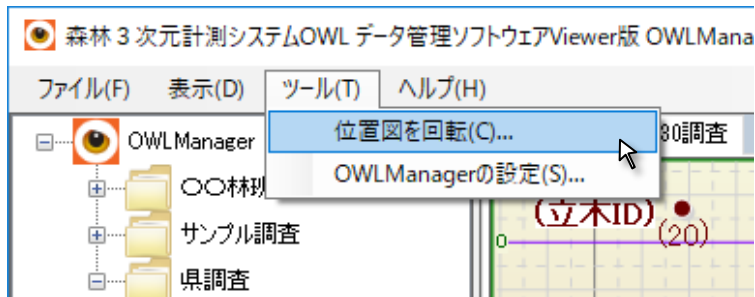 森林３次元計測システムOWL データ管理ソフトウェアViewer版 OWLMana
ファイル(F) 表示(D) ツール(T) ヘルプ(H)
位置図を回転(C)...
OWLManagerの設定(S)...
OWLManager
〇〇林班
サンプル調査
県調査
80調査
(立木ID)
(20)
0